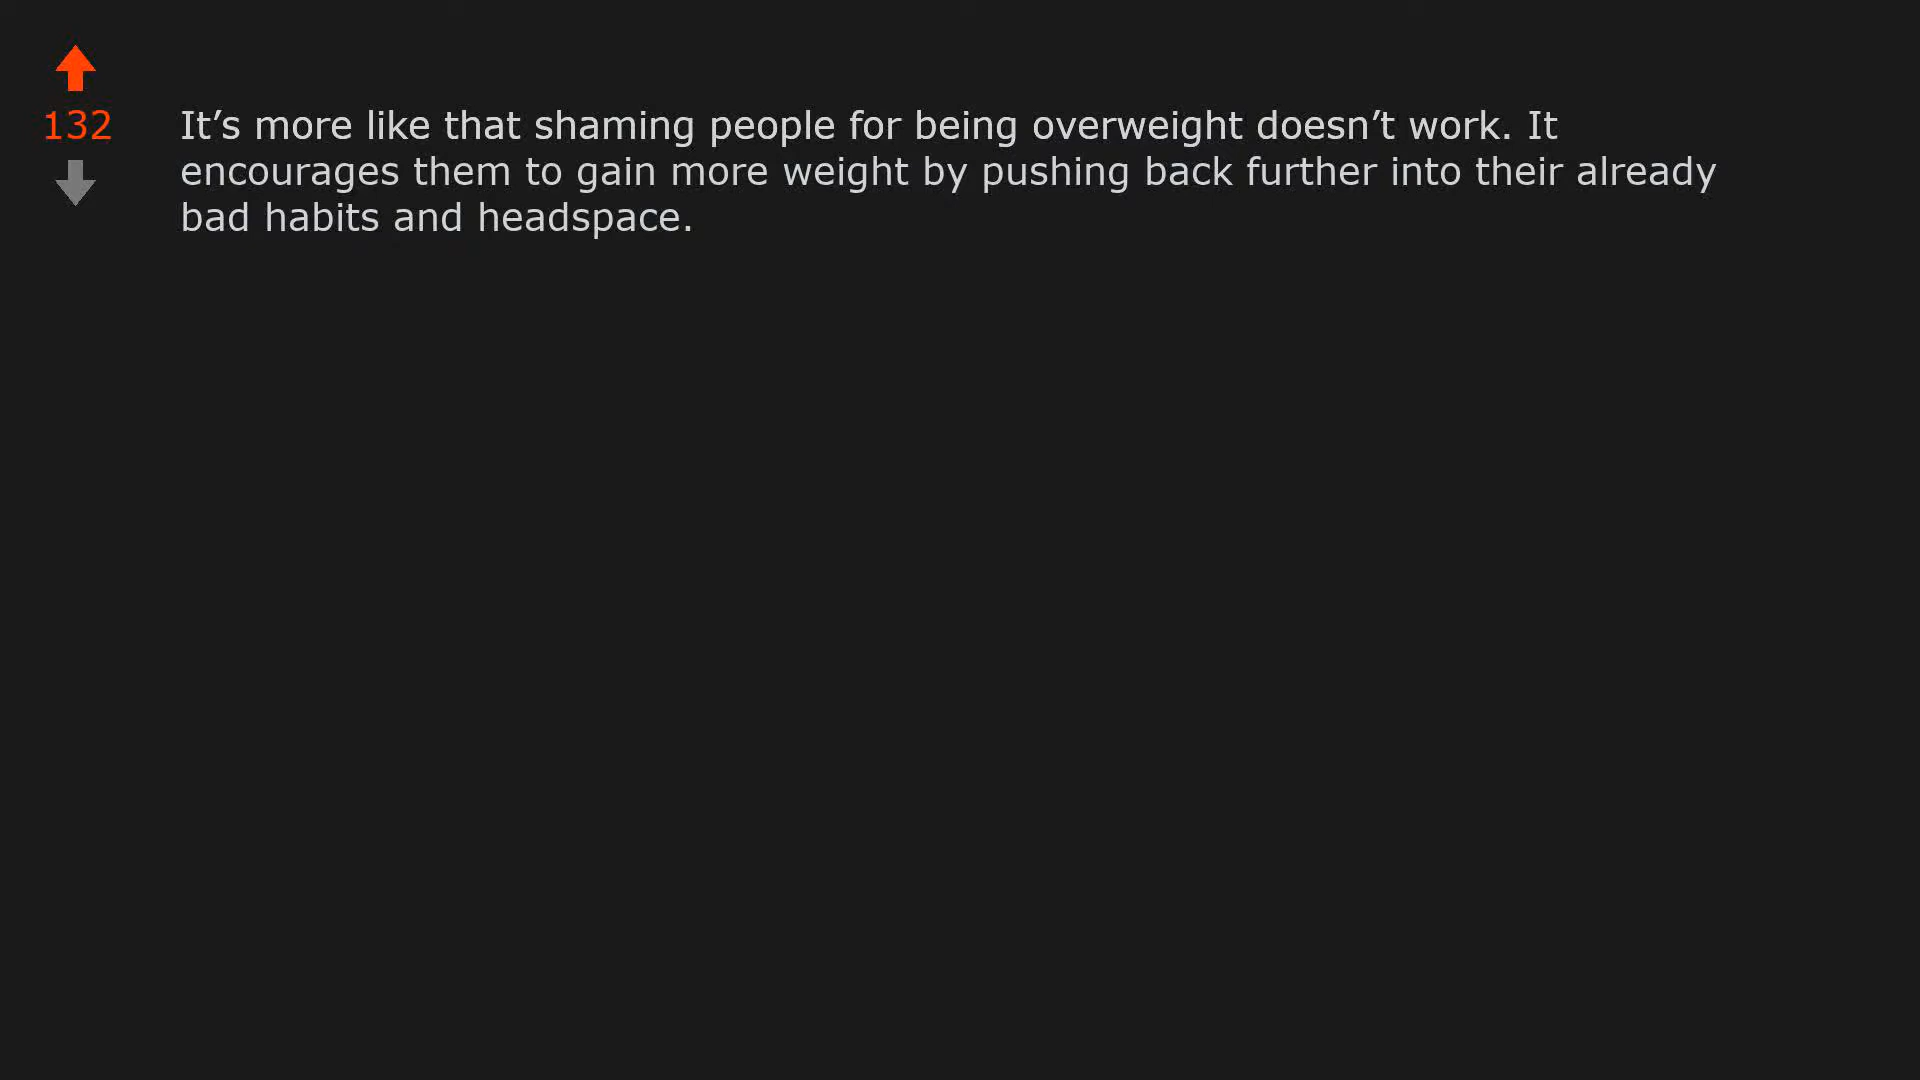 132
It’s more like that shaming people for being overweight doesn’t work. It
encourages them to gain more weight by pushing back further into their already
bad habits and headspace.